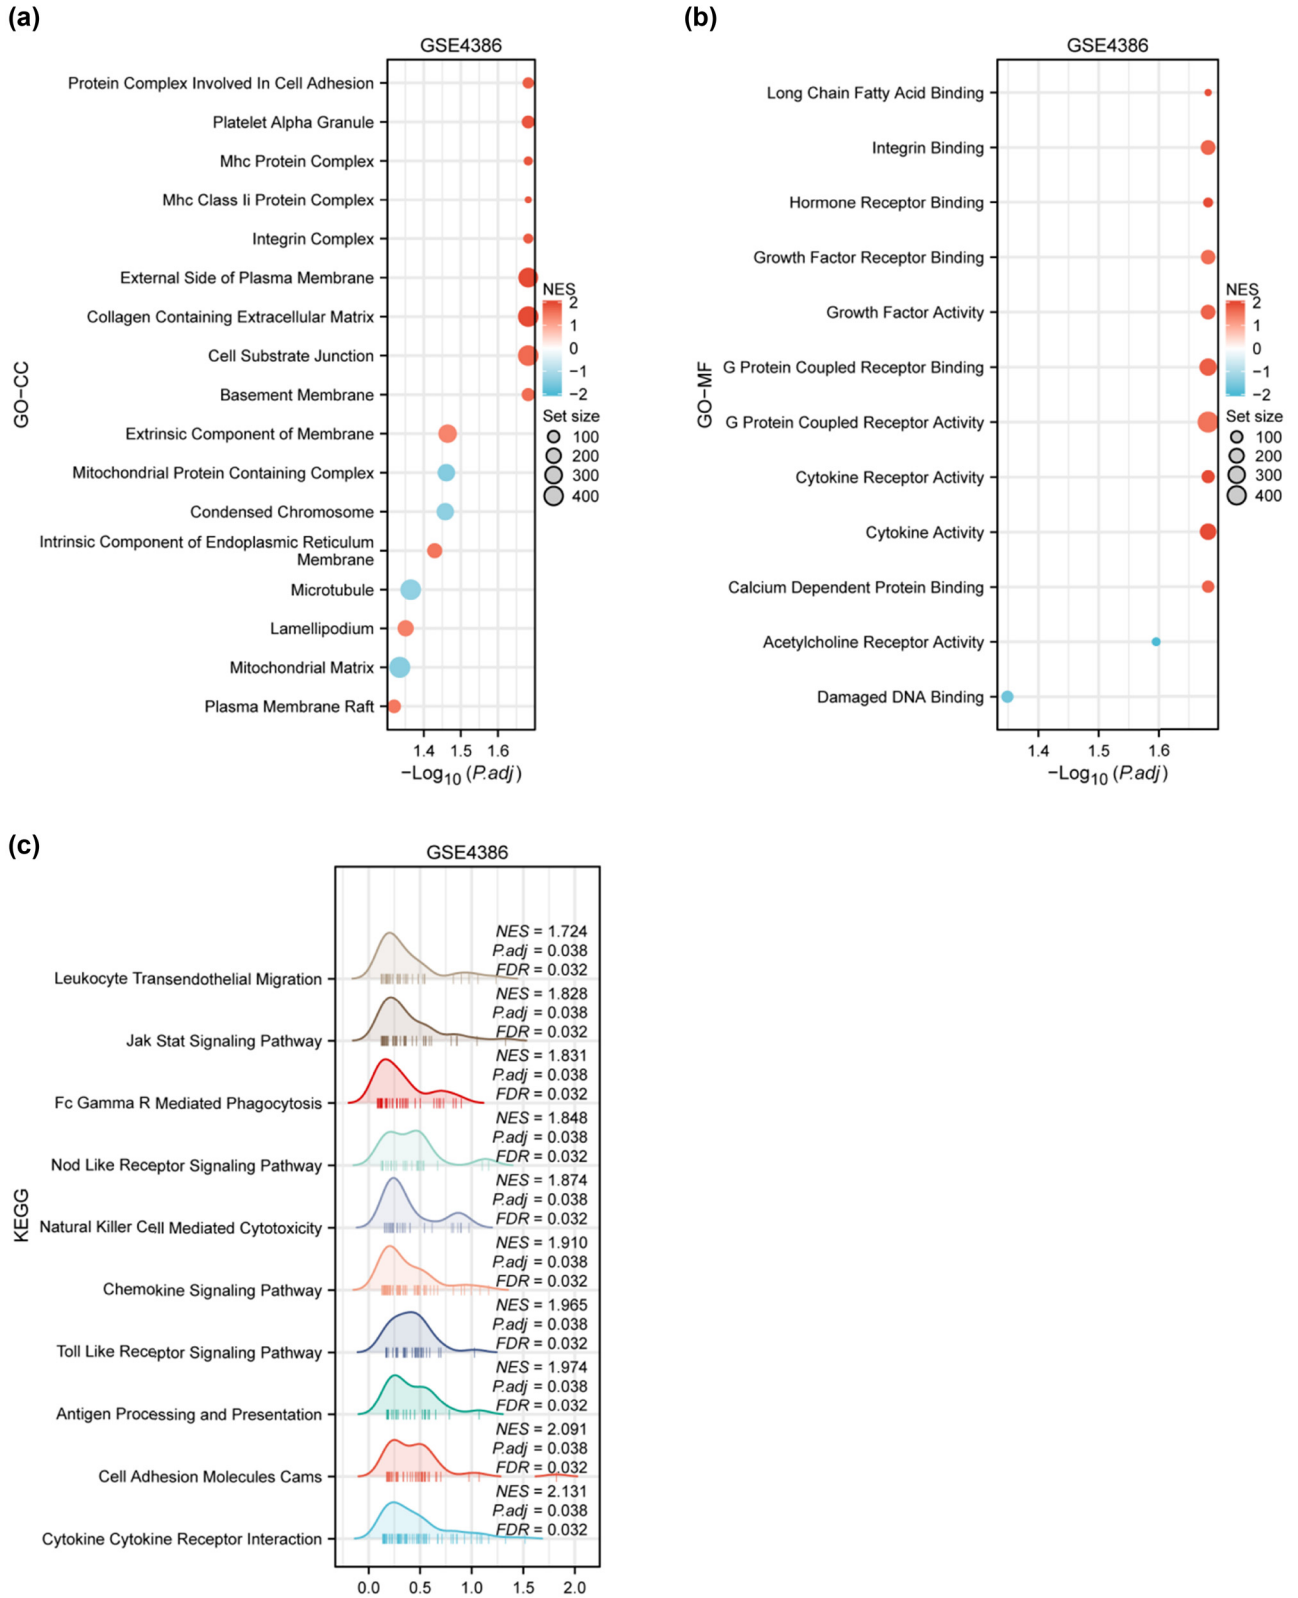 (a)
GSE4386
GO−CC
Protein Complex Involved In Cell Adhesion
Platelet Alpha Granule
Mhc Protein Complex
Mhc Class Ii Protein Complex
Integrin Complex
External Side of Plasma Membrane
Collagen Containing Extracellular Matrix
Cell Substrate Junction
Basement Membrane
Extrinsic Component of Membrane
Mitochondrial Protein Containing Complex
Condensed Chromosome
Intrinsic Component of Endoplasmic Reticulum
Membrane
Microtubule
Lamellipodium
Mitochondrial Matrix
Plasma Membrane Raft
1.4 1.5 1.6
−Log10 (P.adj)
NES
2
1
0
−1
−2
Set size
100
200
300
400
(b)
GSE4386
GO−MF
Long Chain Fatty Acid Binding
Integrin Binding
Hormone Receptor Binding
Growth Factor Receptor Binding
Growth Factor Activity
G Protein Coupled Receptor Binding
G Protein Coupled Receptor Activity
Cytokine Receptor Activity
Cytokine Activity
Calcium Dependent Protein Binding
Acetylcholine Receptor Activity
Damaged DNA Binding
1.4 1.5 1.6
−Log10 (P.adj)
NES
2
1
0
−1
−2
Set size
100
200
300
400
(c)
GSE4386
KEGG
NES = 1.724
P.adj = 0.038
FDR = 0.032
Leukocyte Transendothelial Migration
NES = 1.828
P.adj = 0.038
FDR = 0.032
Jak Stat Signaling Pathway
NES = 1.831
P.adj = 0.038
FDR = 0.032
Fc Gamma R Mediated Phagocytosis
NES = 1.848
P.adj = 0.038
FDR = 0.032
Nod Like Receptor Signaling Pathway
NES = 1.874
P.adj = 0.038
FDR = 0.032
Natural Killer Cell Mediated Cytotoxicity
NES = 1.910
P.adj = 0.038
FDR = 0.032
Chemokine Signaling Pathway
NES = 1.965
P.adj = 0.038
FDR = 0.032
Toll Like Receptor Signaling Pathway
NES = 1.974
P.adj = 0.038
FDR = 0.032
Antigen Processing and Presentation
NES = 2.091
P.adj = 0.038
FDR = 0.032
Cell Adhesion Molecules Cams
NES = 2.131
P.adj = 0.038
FDR = 0.032
Cytokine Cytokine Receptor Interaction
0.0 0.5 1.0 1.5 2.0